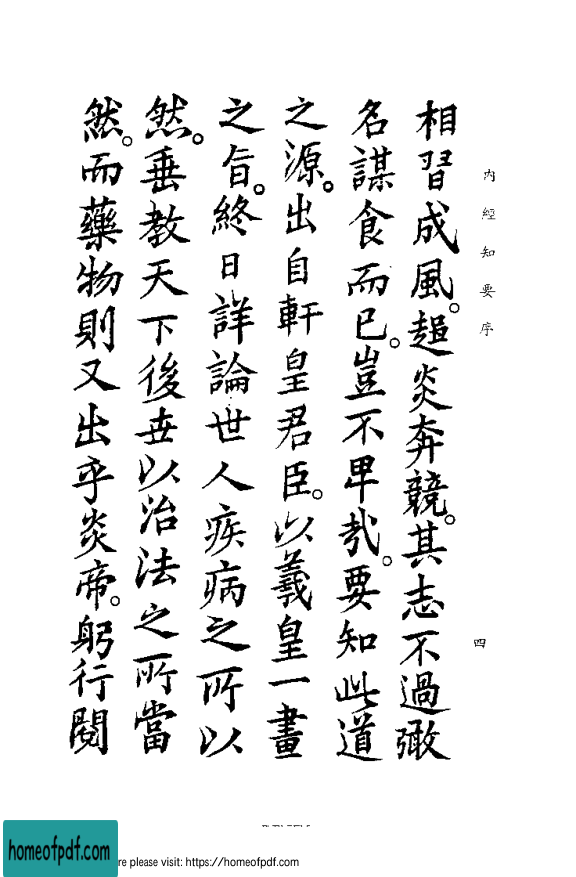 內經知要序
四
相習成風。趨炎奔競。其志不過徼
名謀食而已。豈不卑哉。要知此道
之源。出自軒皇君臣。以羲皇一畫
之旨。終日詳論世人疾病之所以
然。垂教天下後世以治法之所當
然。而藥物則又出乎炎帝。躬行閱
homeofpdf.com
re please visit: https://homeofpdf.com